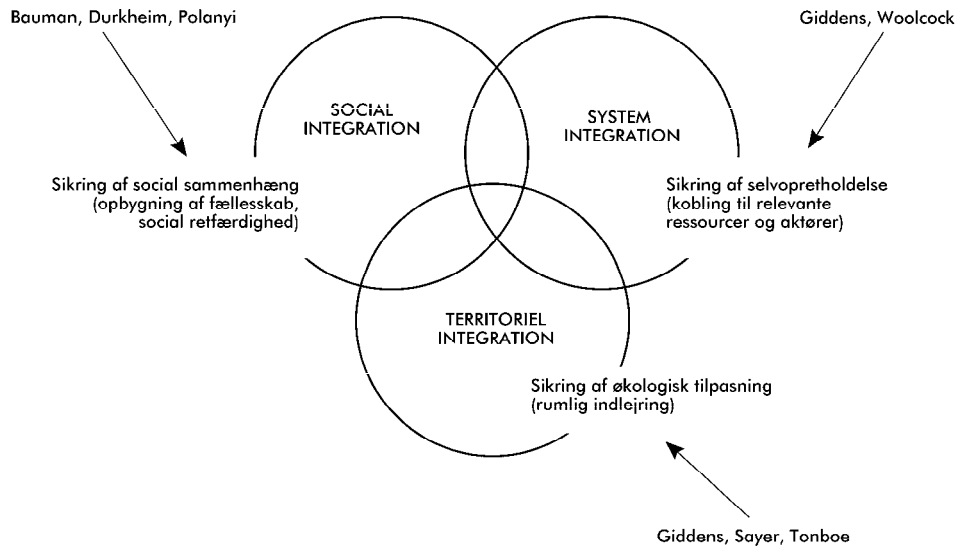 Bauman, Durkheim, Polanyi
Giddens, Woolcock
SOCIAL
INTEGRATION
SYSTEM
INTEGRATION
Sikring af social sammenhæng
(opbygning af fællesskab,
social retfærdighed)
Sikring af selvopretholdelse
(kobling til relevante
ressourcer og aktører)
TERRITORIEL
INTEGRATION
Sikring af økologisk tilpasning
(rumlig indlejring)
Giddens, Sayer, Tonboe